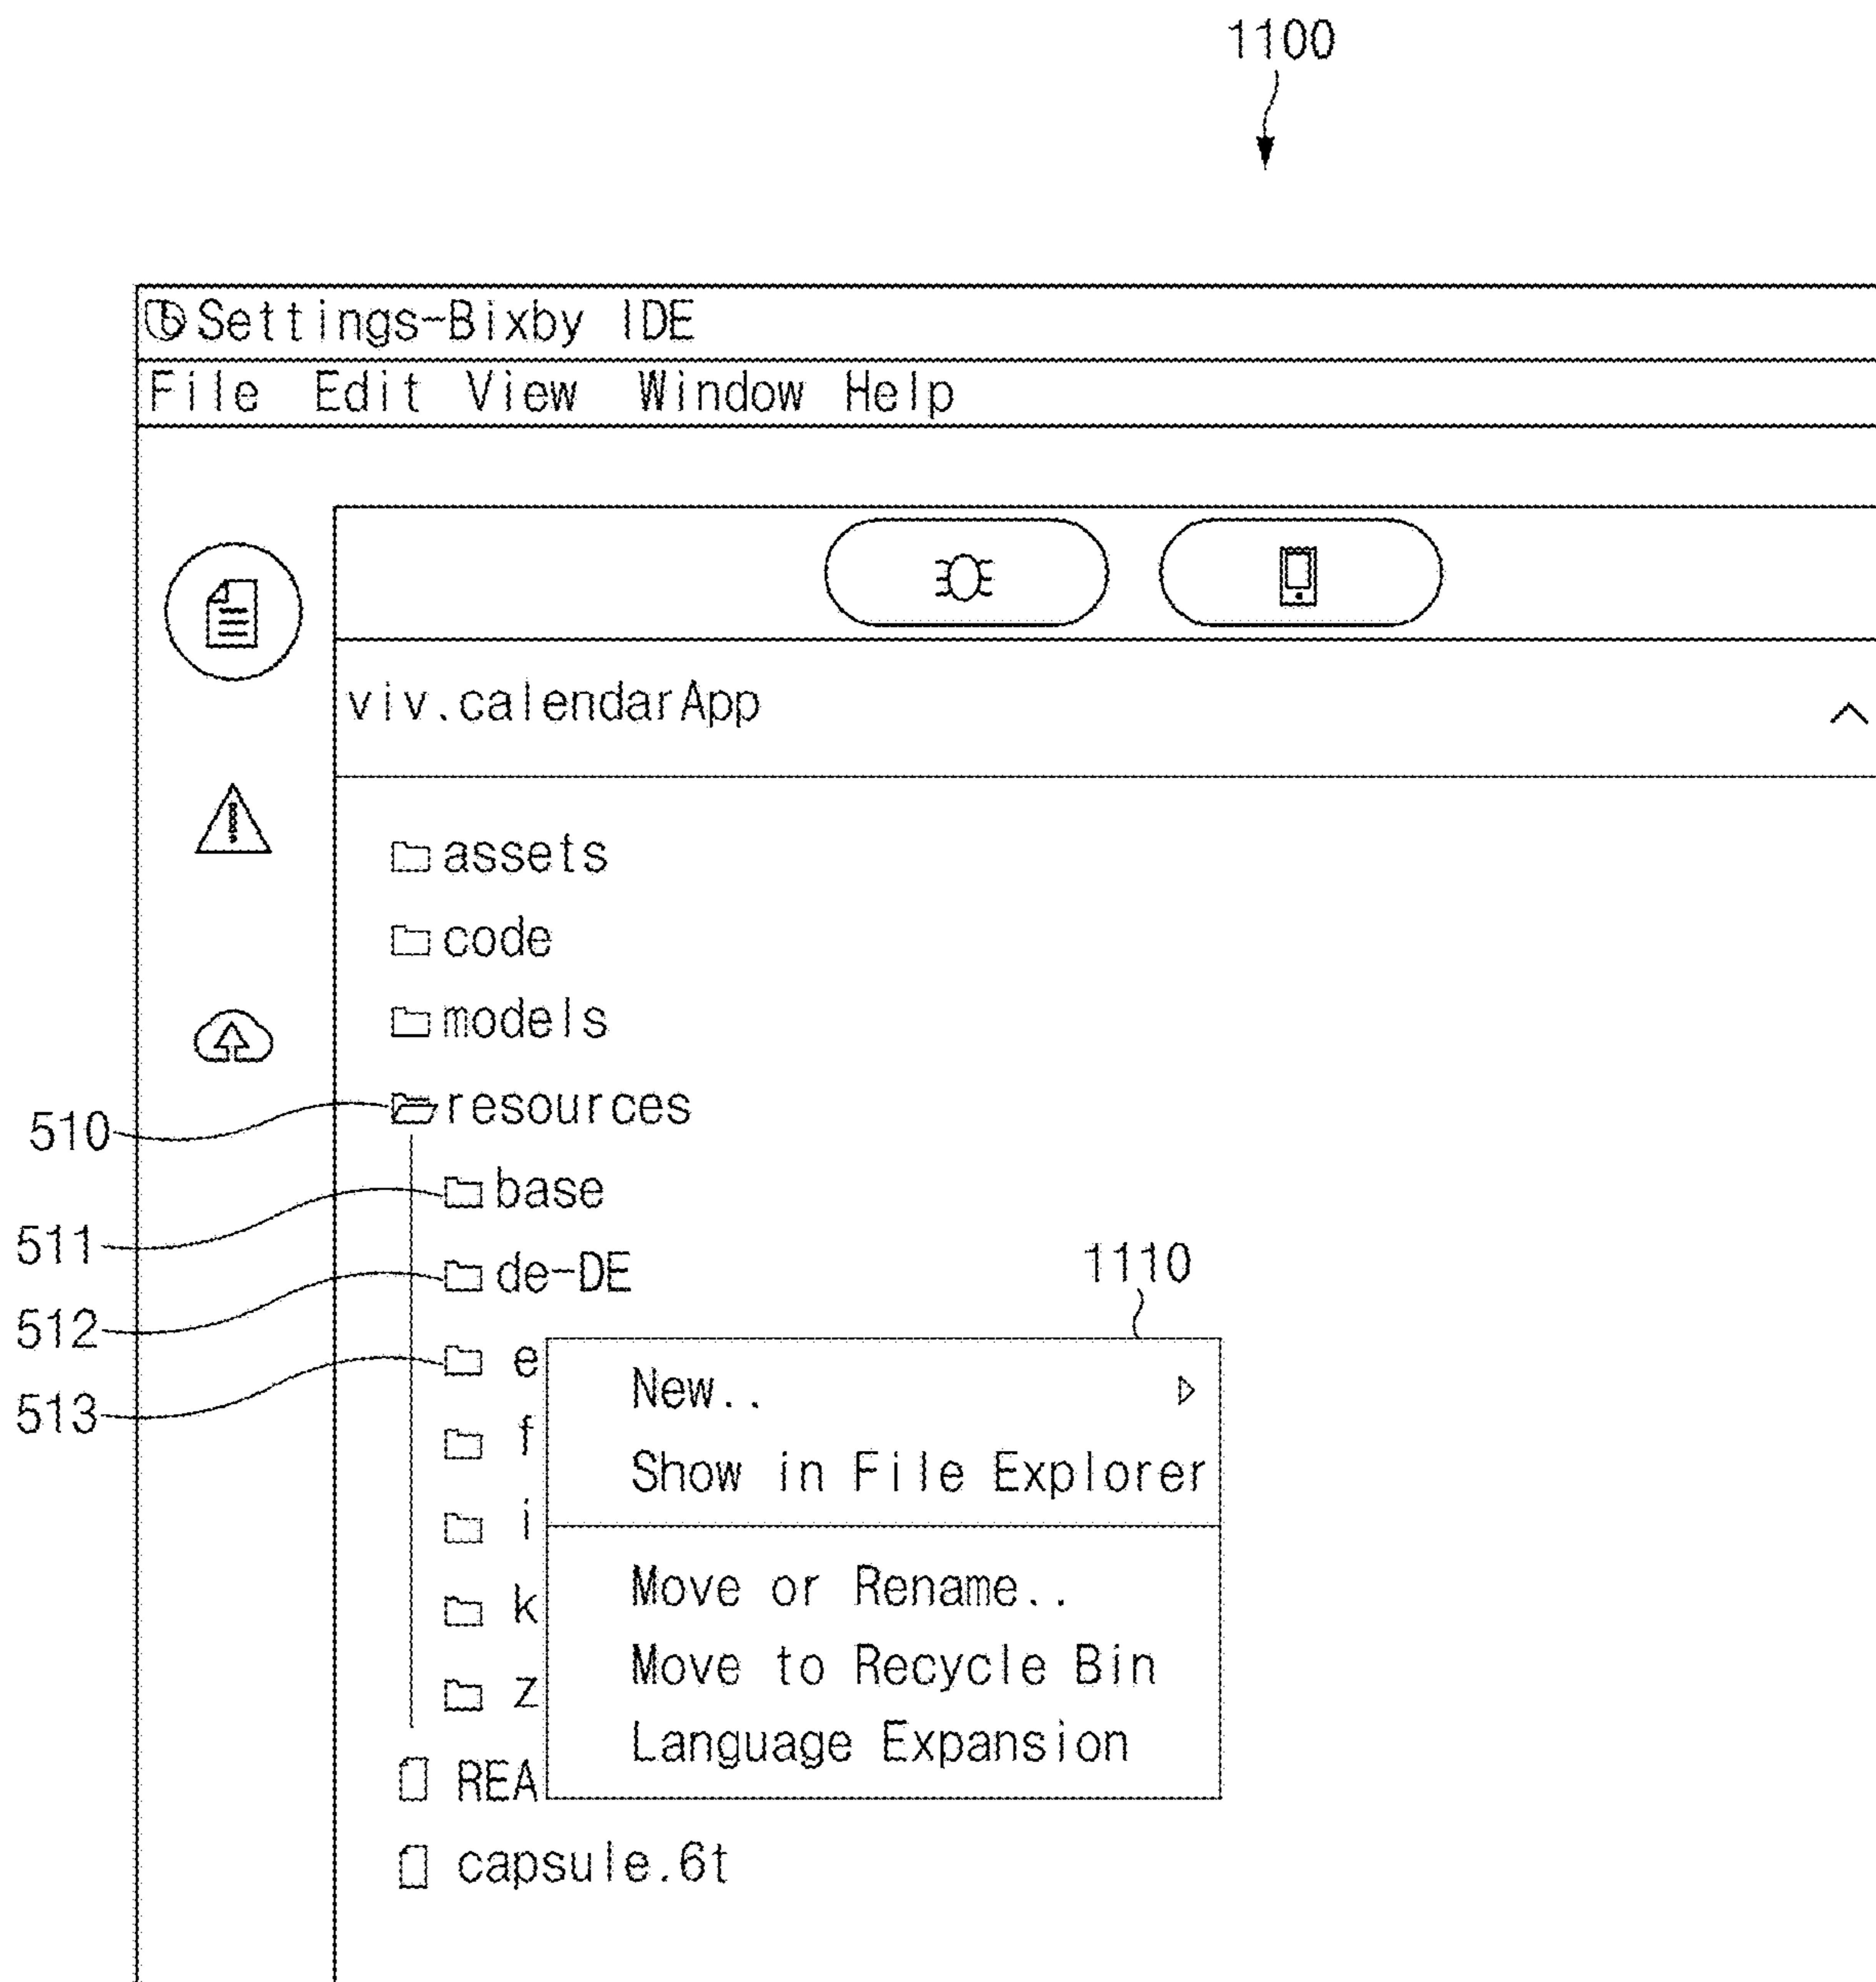 1100
Settings-Bixby IDE
File Edit View Window Help
viv.calendarApp
assets
code
models
510 resources
511 base
512 de-DE
1110
513 e
New..
f
Show in File Explorer
i
Move or Rename..
k
Move to Recycle Bin
z
Language Expansion
REA
capsule.6t